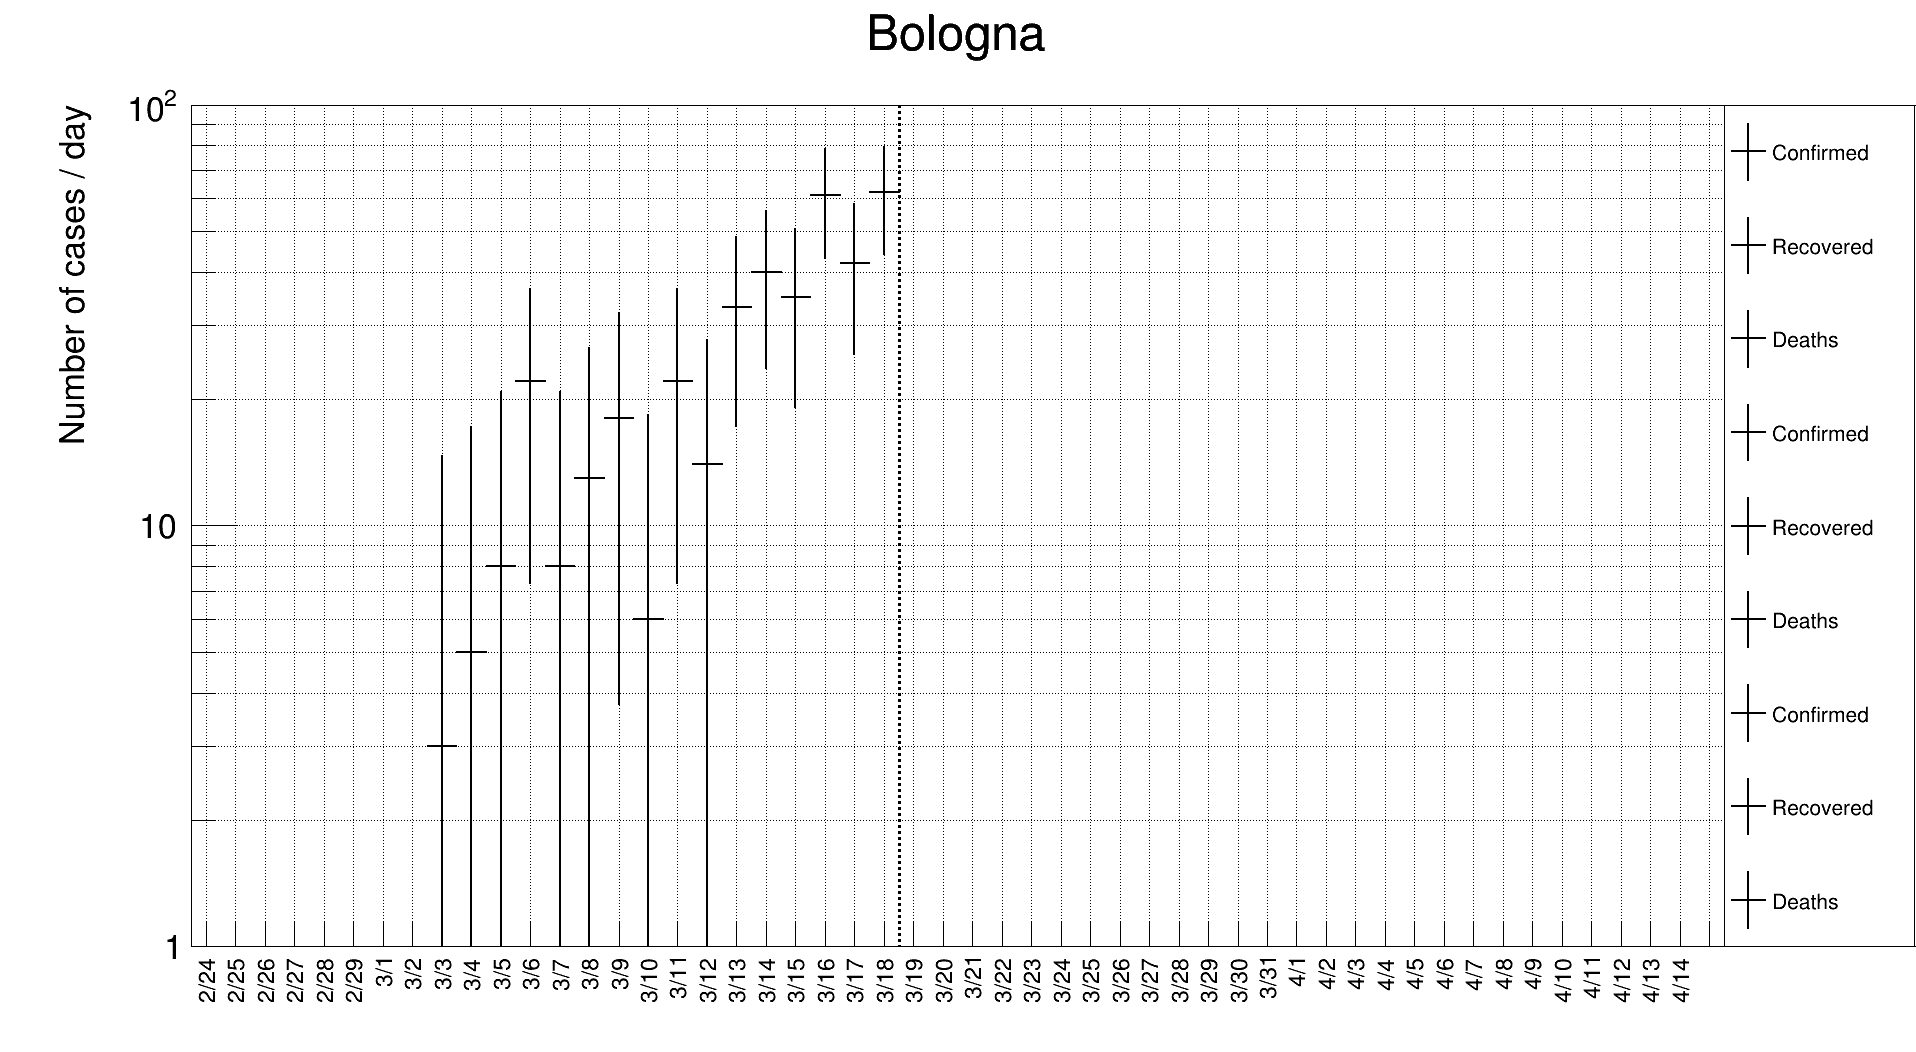 Bologna
Number of cases / day
10²
10
1
2/24 2/25 2/26 2/27 2/28 2/29 3/1 3/2 3/3 3/4 3/5 3/6 3/7 3/8 3/9 3/10 3/11 3/12 3/13 3/14 3/15 3/16 3/17 3/18 3/19 3/20 3/21 3/22 3/23 3/24 3/25 3/26 3/27 3/28 3/29 3/30 3/31 4/1 4/2 4/3 4/4 4/5 4/6 4/7 4/8 4/9 4/10 4/11 4/12 4/13 4/14
Confirmed
Recovered
Deaths
Confirmed
Recovered
Deaths
Confirmed
Recovered
Deaths